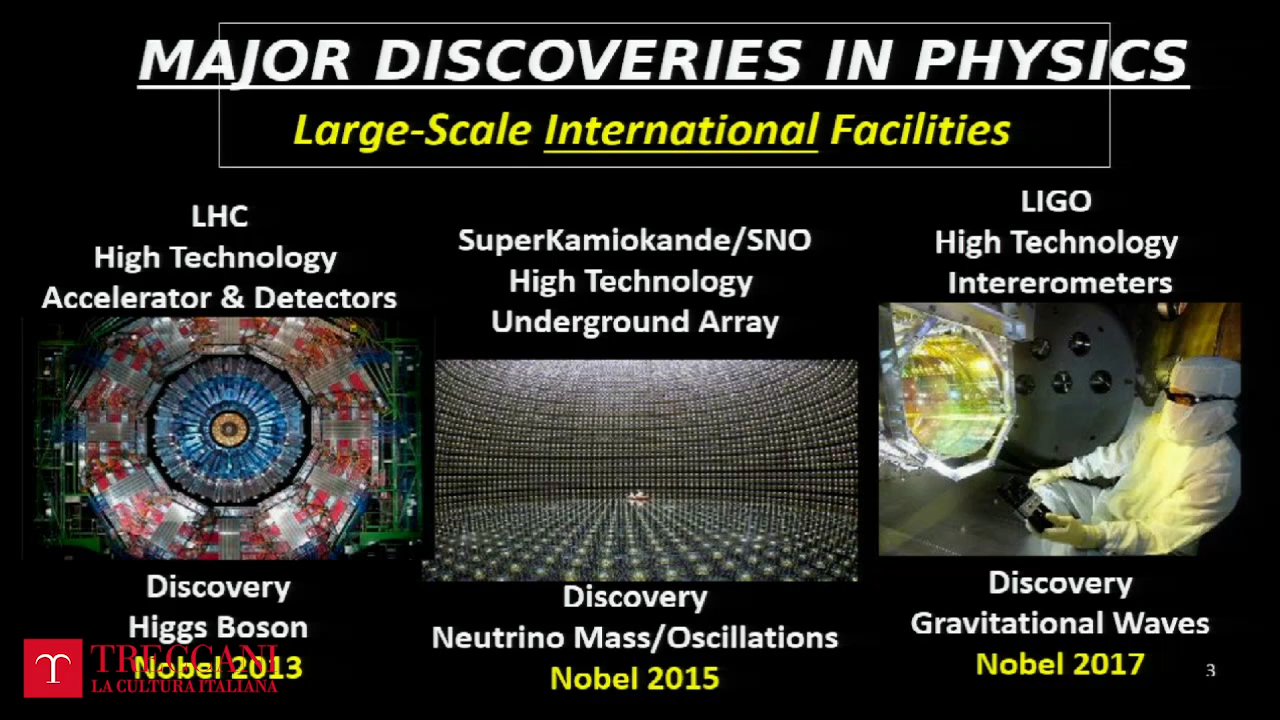 MAJOR DISCOVERIES IN PHYSICS
Large-Scale International Facilities
LHC
High Technology
Accelerator & Detectors
Discovery
Higgs Boson
Nobel 2013
SuperKamiokande/SNO
High Technology
Underground Array
Discovery
Neutrino Mass/Oscillations
Nobel 2015
LIGO
High Technology
Intererometers
Discovery
Gravitational Waves
Nobel 2017
3
TRECCANI
LA CULTURA ITALIANA